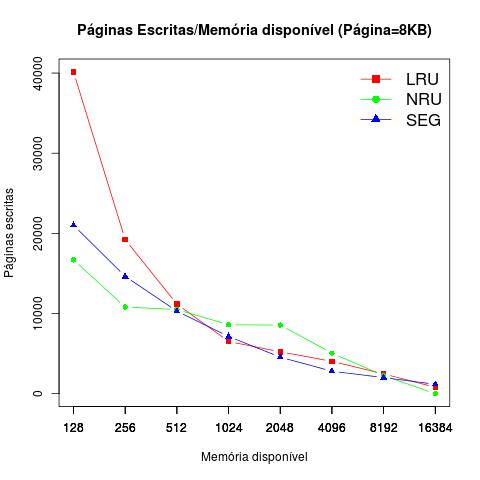 Páginas Escritas/Memória disponível (Página=8KB)
LRU
NRU
SEG
Páginas escritas
40000
30000
20000
10000
0
128 256 512 1024 2048 4096 8192 16384
Memória disponível